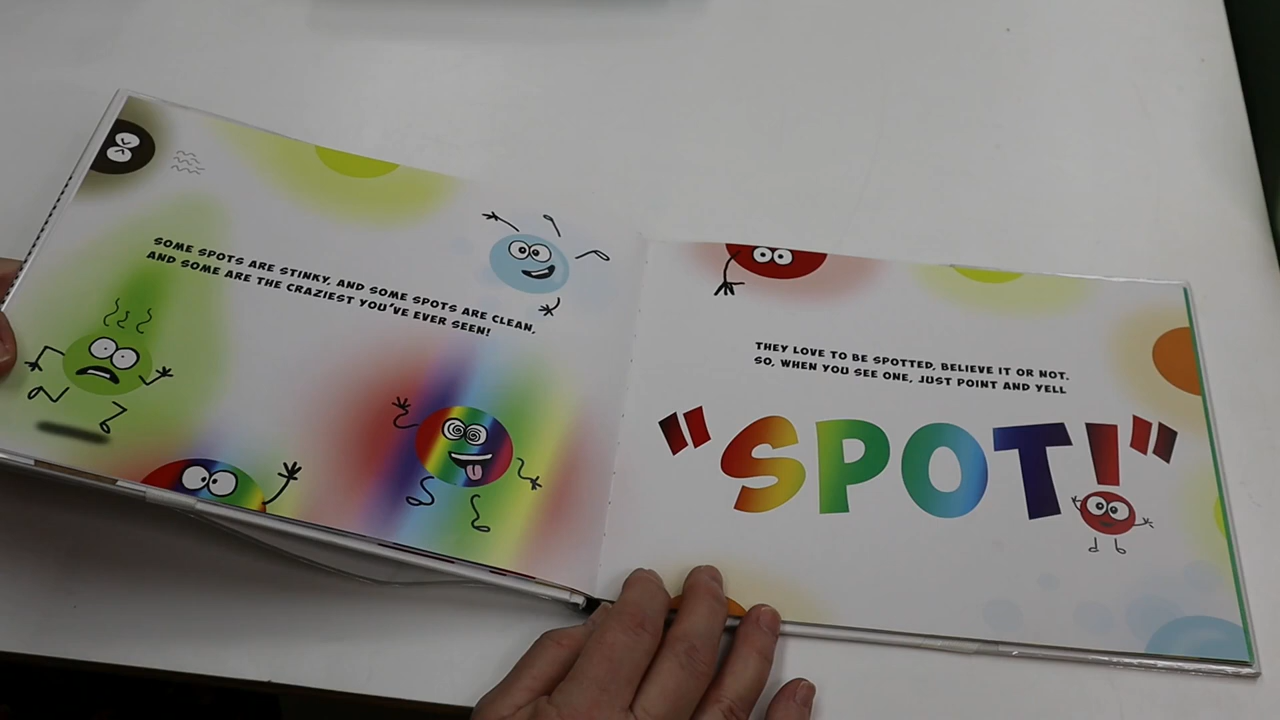 SOME SPOTS ARE STINKY, AND SOME SPOTS ARE CLEAN,
AND SOME ARE THE CRAZIEST YOU'VE EVER SEEN!
THEY LOVE TO BE SPOTTED, BELIEVE IT OR NOT.
SO, WHEN YOU SEE ONE, JUST POINT AND YELL
"SPOT!"